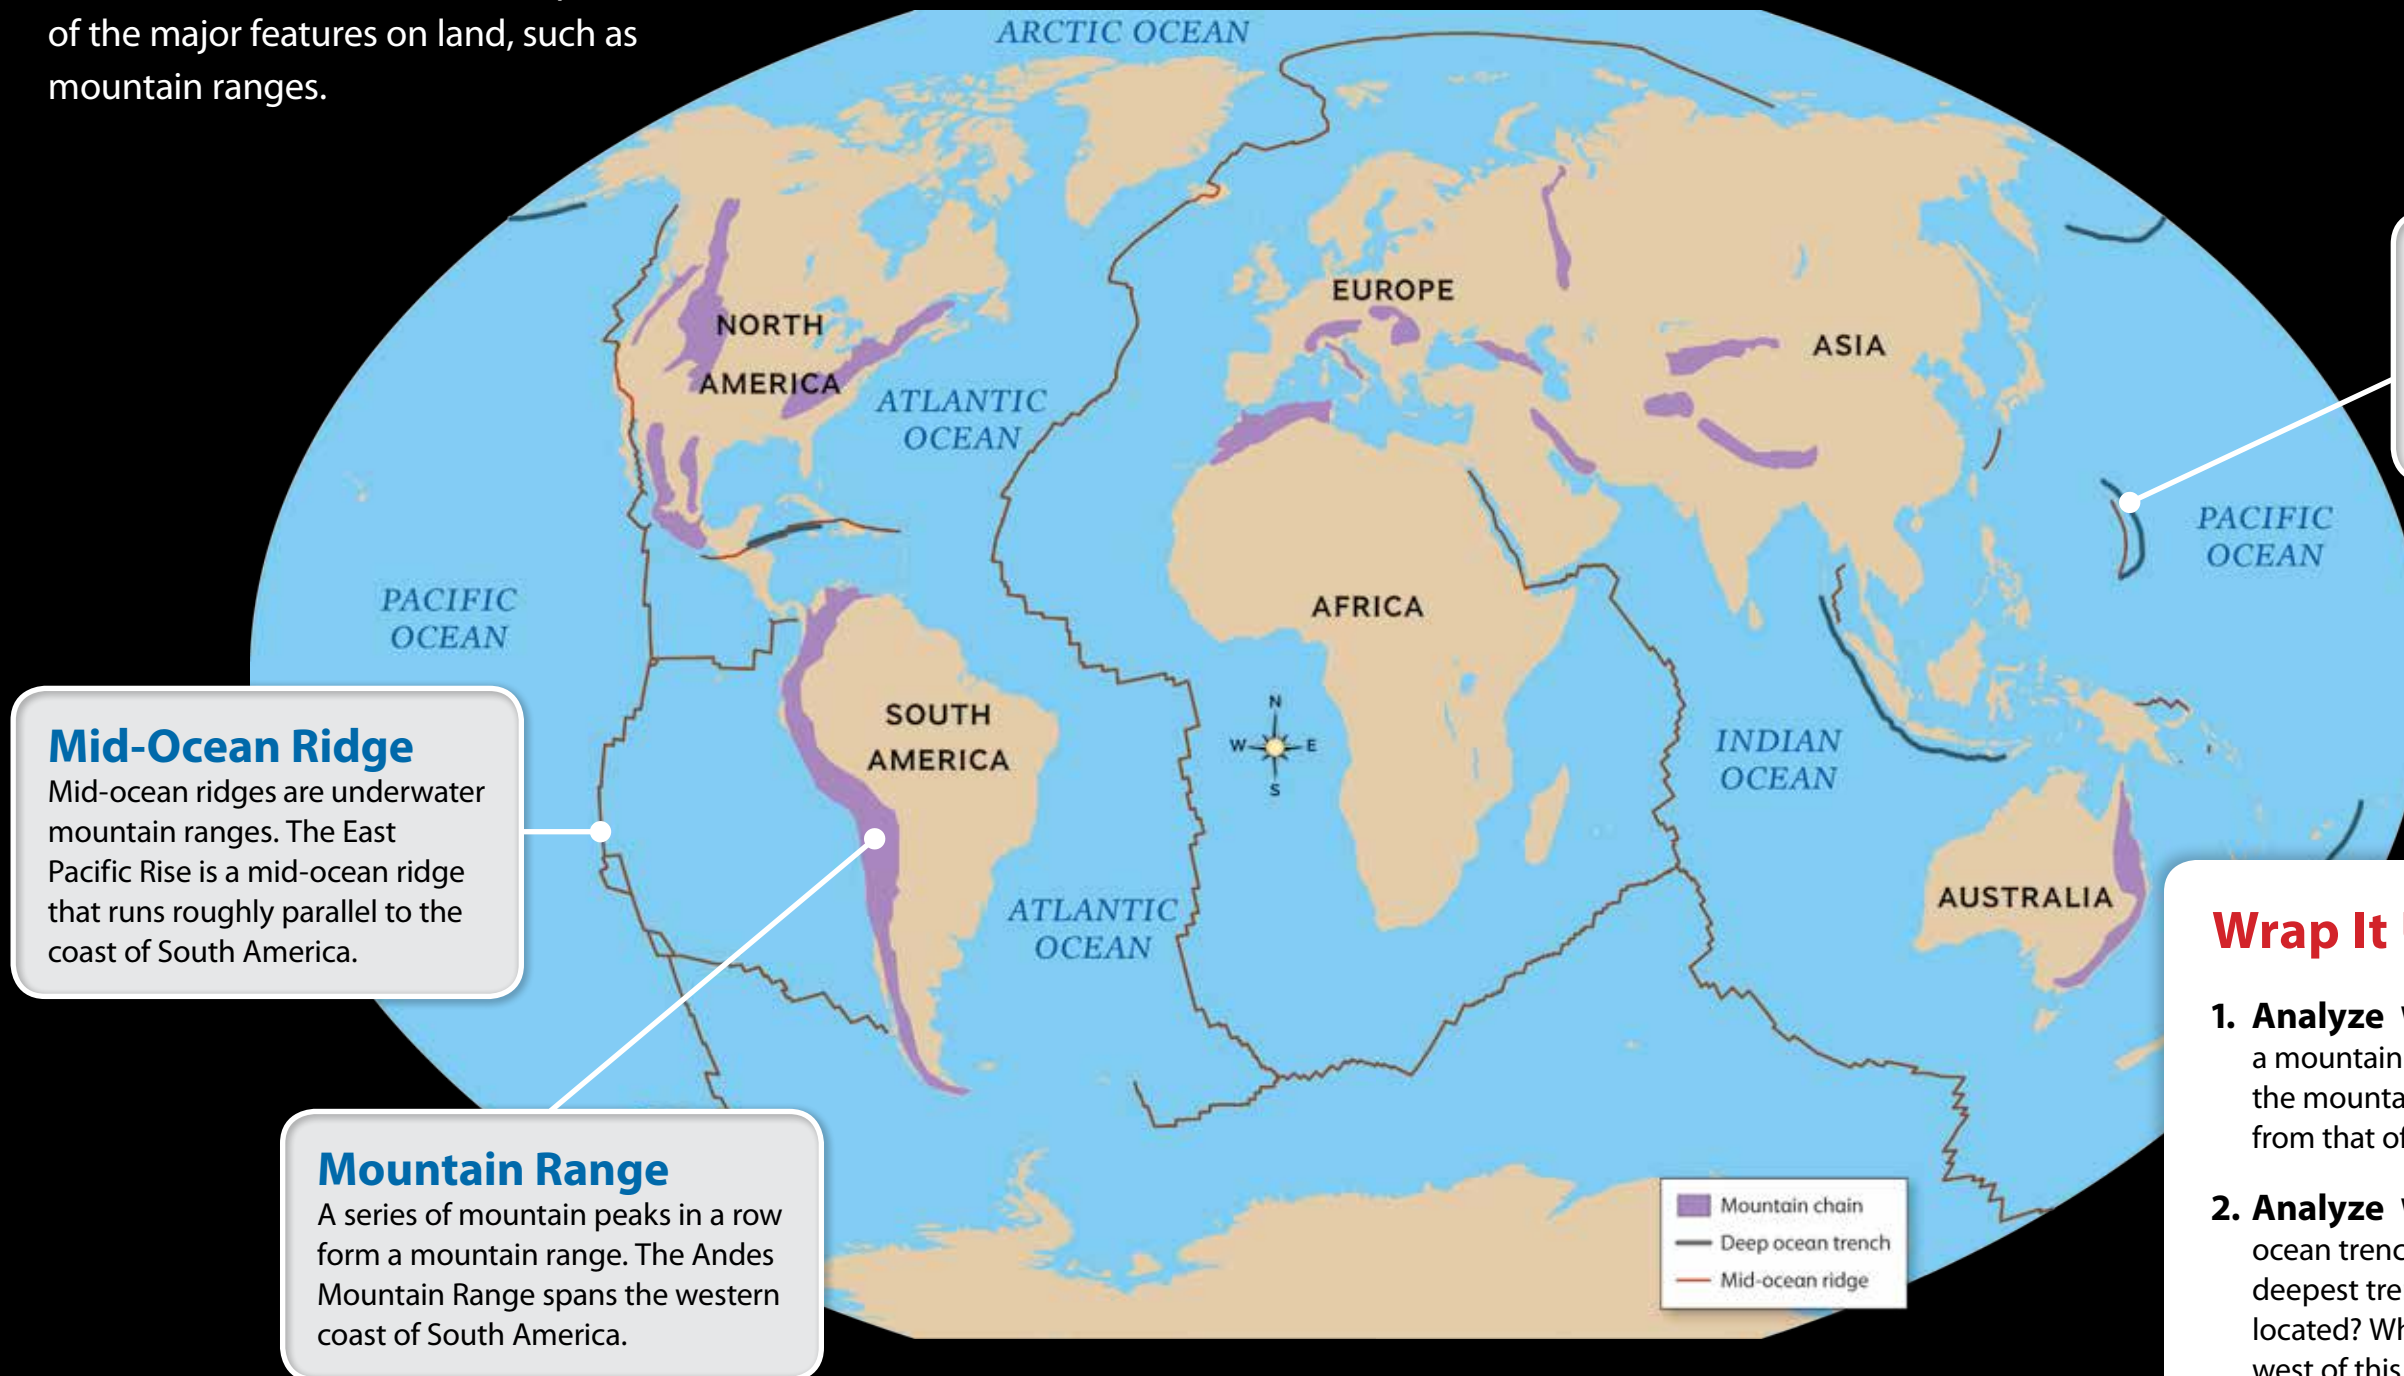 of the major features on land, such as
mountain ranges.
ARCTIC OCEAN
NORTH
AMERICA
ATLANTIC
OCEAN
EUROPE
ASIA
PACIFIC
OCEAN
AFRICA
PACIFIC
OCEAN
SOUTH
AMERICA
N
W E
S
INDIAN
OCEAN
AUSTRALIA
ATLANTIC
OCEAN
Mid-Ocean Ridge
Mid-ocean ridges are underwater
mountain ranges. The East
Pacific Rise is a mid-ocean ridge
that runs roughly parallel to the
coast of South America.
Mountain Range
A series of mountain peaks in a row
form a mountain range. The Andes
Mountain Range spans the western
coast of South America.
Mountain chain
Deep ocean trench
Mid-ocean ridge
Wrap It
1. Analyze
a mountain
the
from that of
2. Analyze
ocean
deepest
located?
west of this